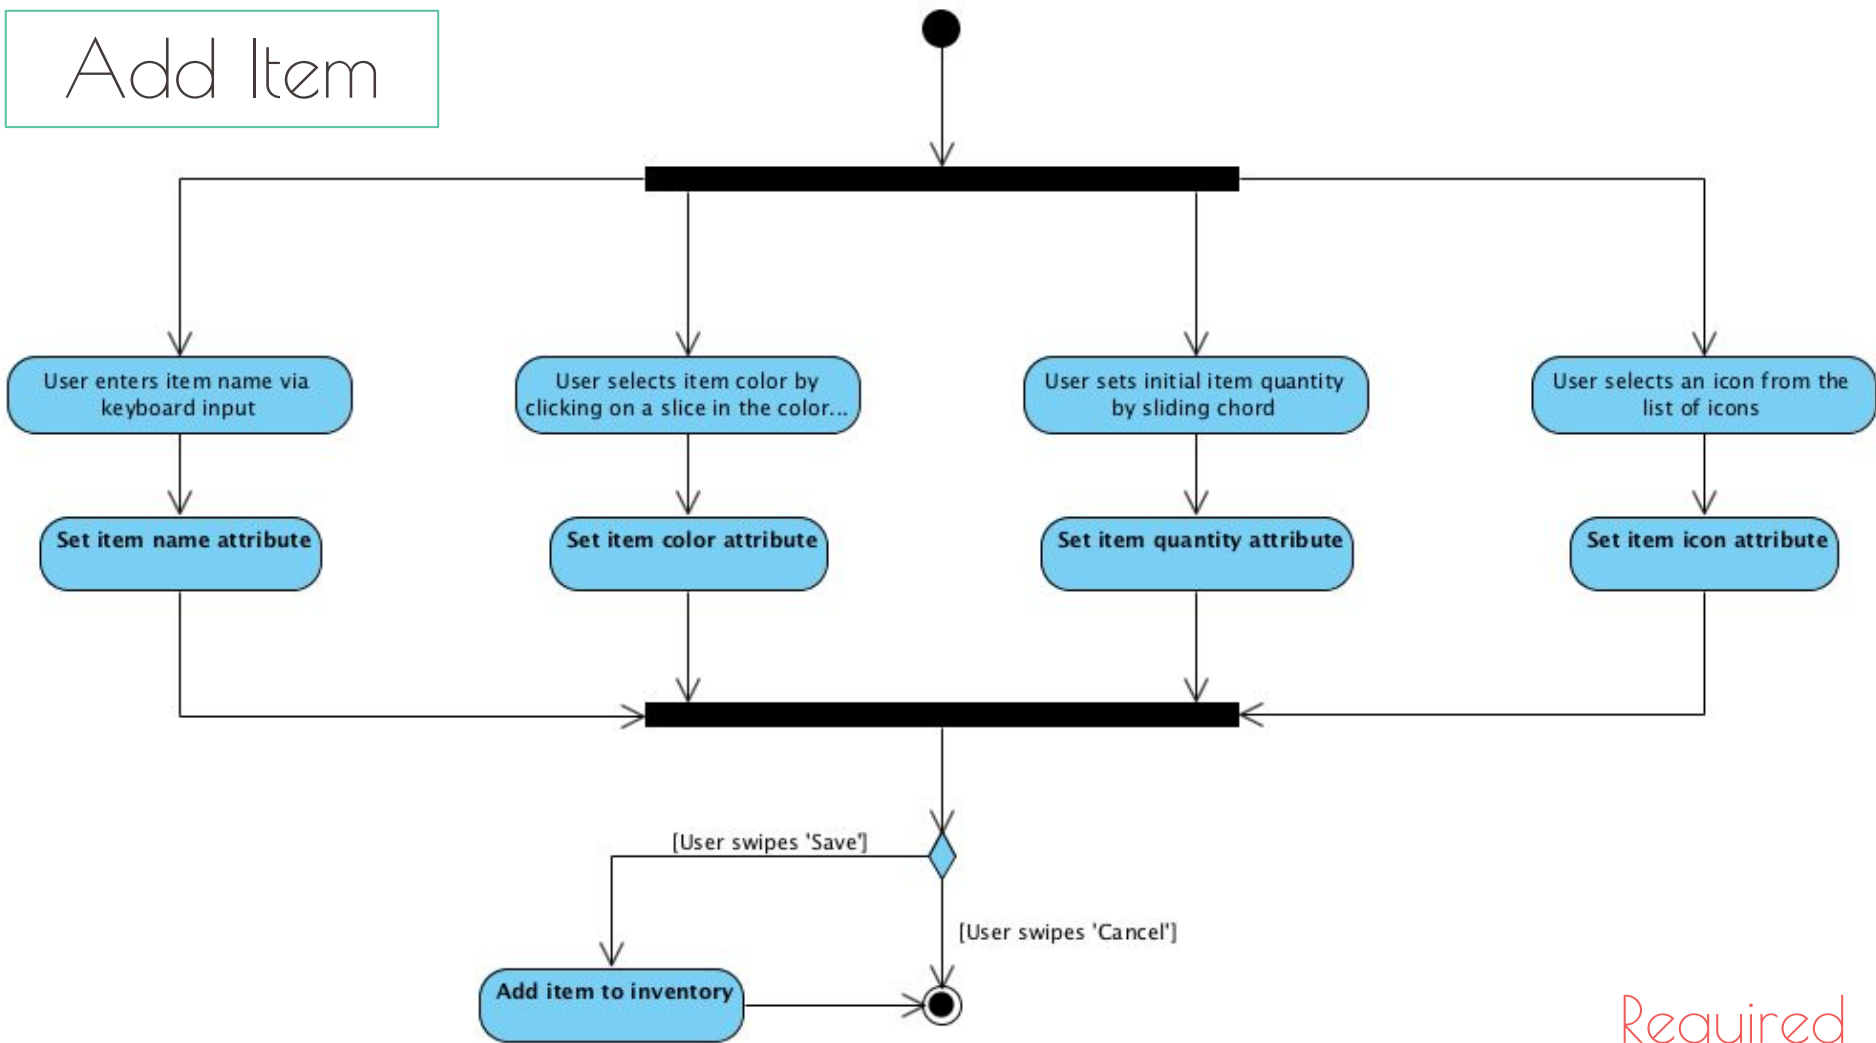 Add Item
User enters item name via
keyboard input
User selects item color by
clicking on a slice in the color...
User sets initial item quantity
by sliding chord
User selects an icon from the
list of icons
Set item name attribute
Set item color attribute
Set item quantity attribute
Set item icon attribute
[User swipes 'Save']
[User swipes 'Cancel']
Add item to inventory
Required